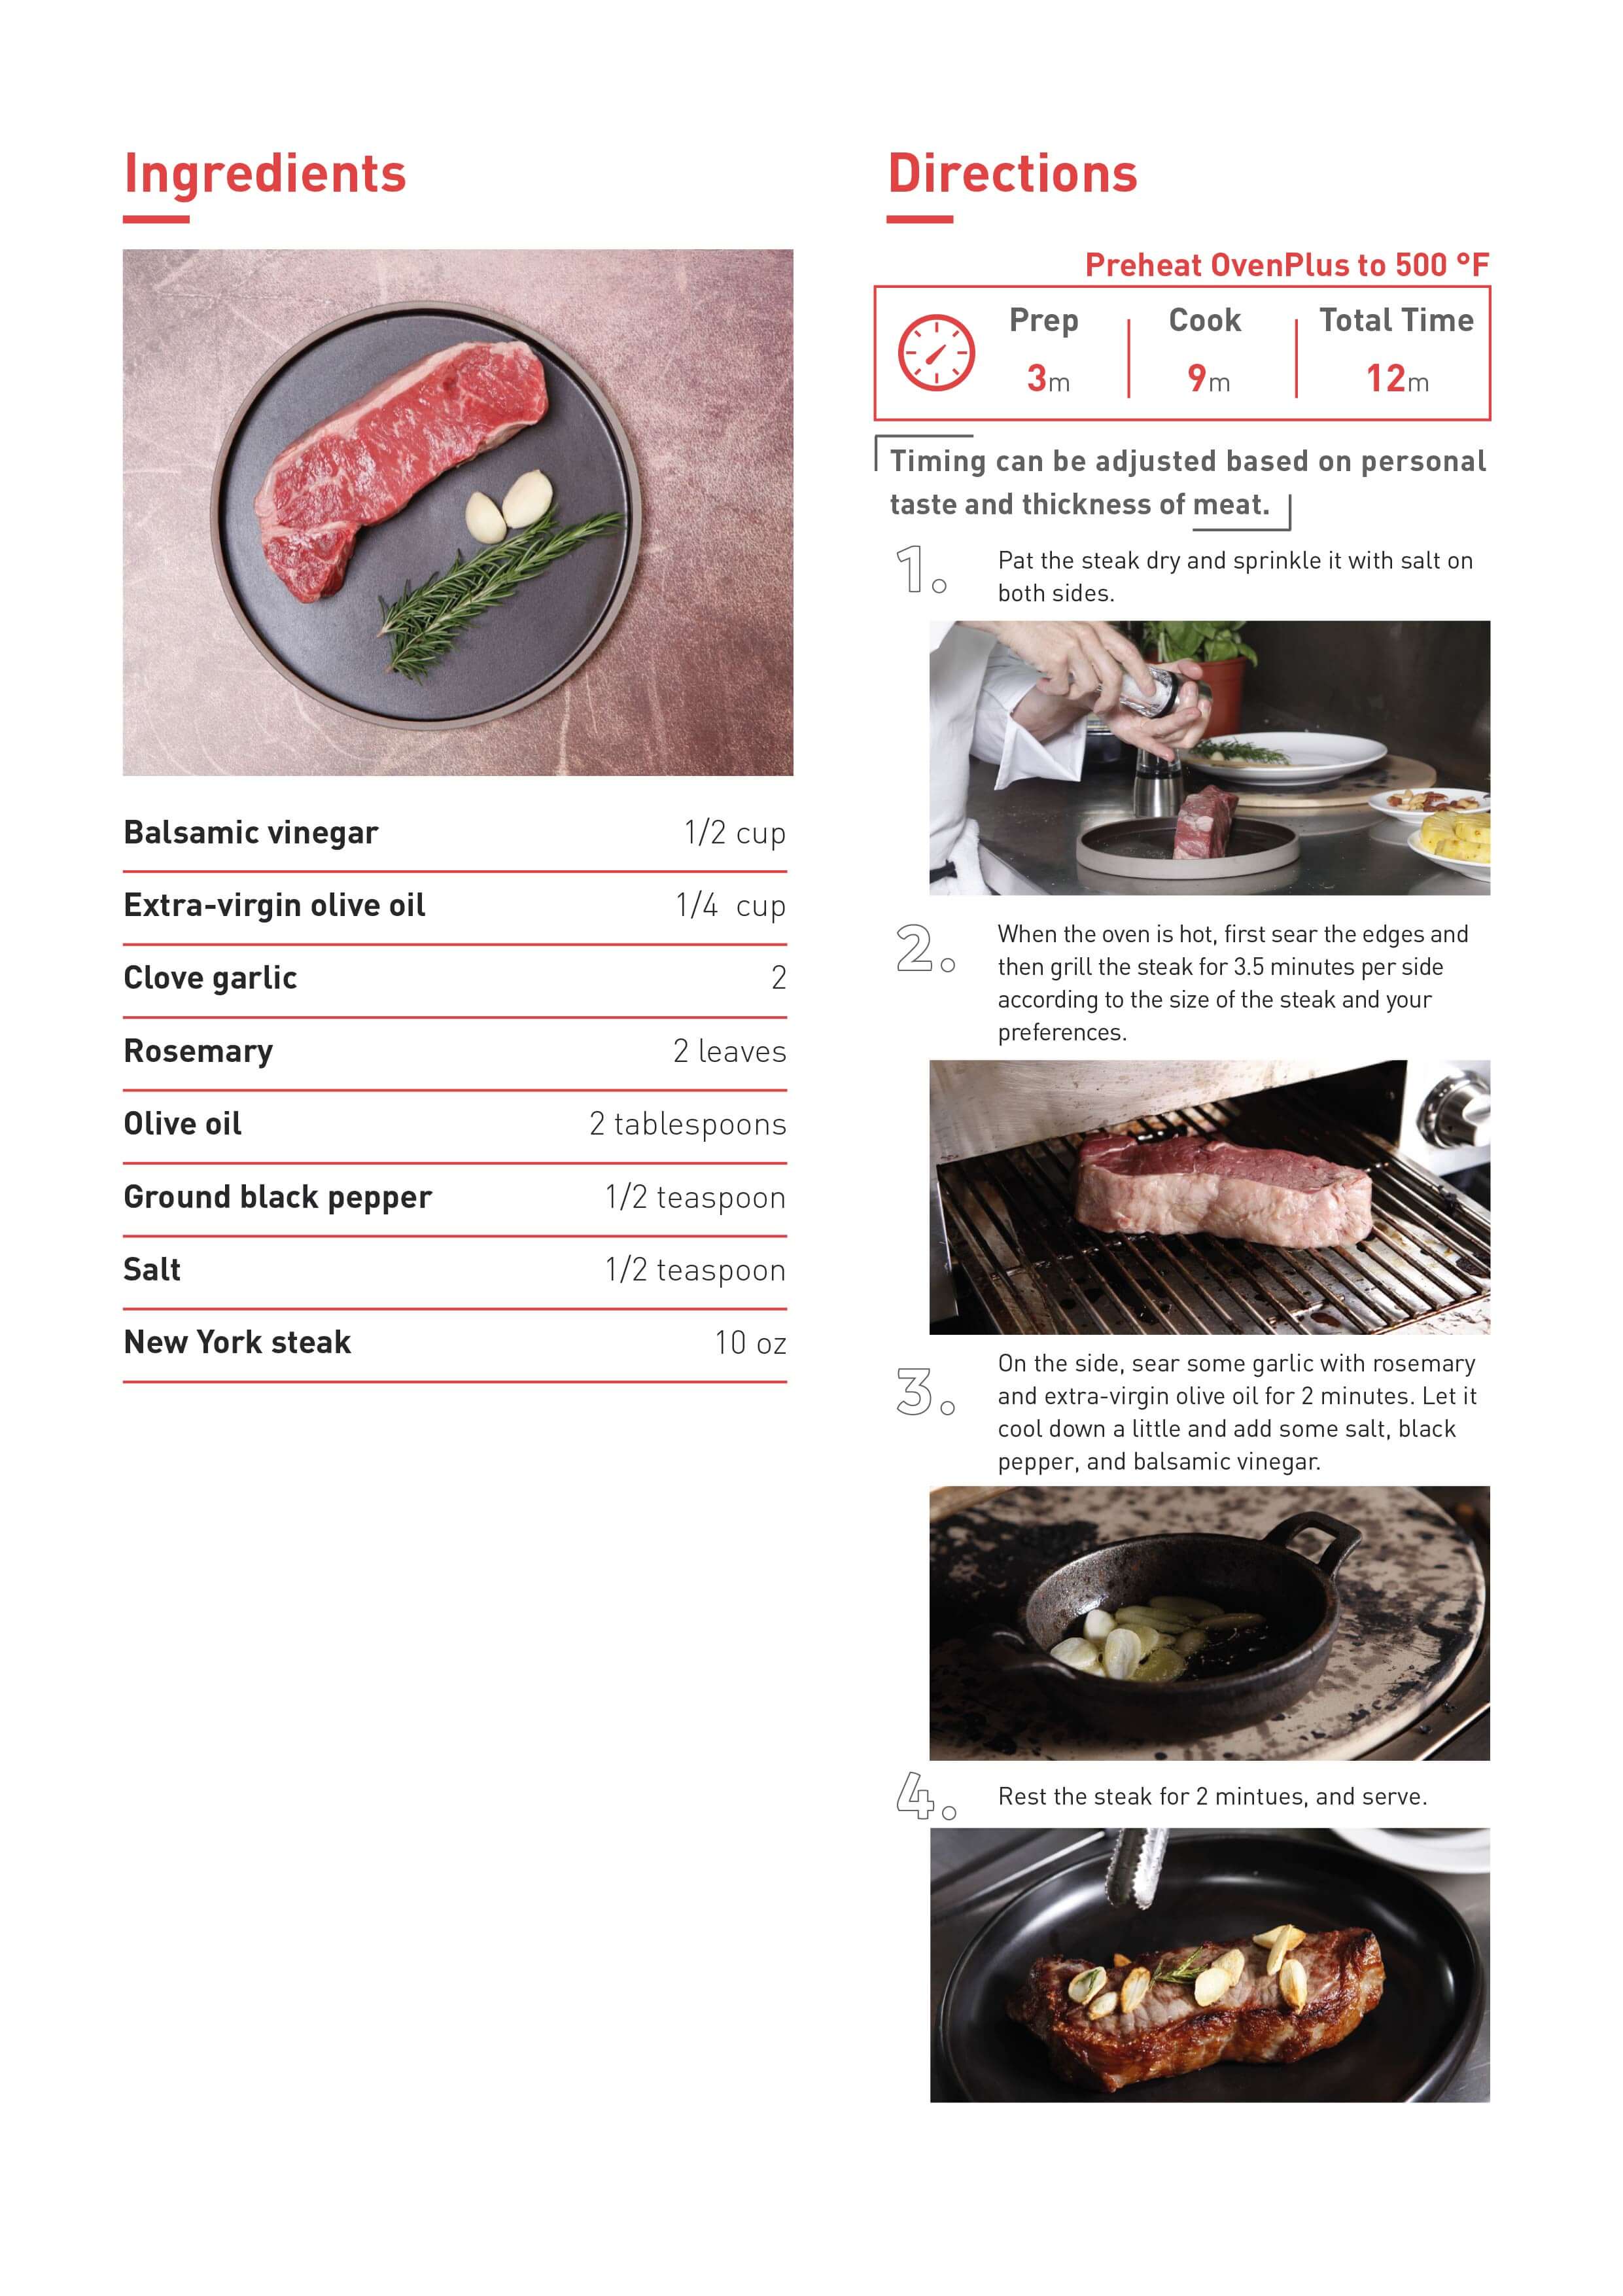 Ingredients
Balsamic vinegar 1/2 cup
Extra-virgin olive oil 1/4 cup
Clove garlic 2
Rosemary 2 leaves
Olive oil 2 tablespoons
Ground black pepper 1/2 teaspoon
Salt 1/2 teaspoon
New York steak 10 oz
Directions
Preheat OvenPlus to 500 °F
Prep Cook Total Time
3m 9m 12m
Timing can be adjusted based on personal
taste and thickness of meat.
1. Pat the steak dry and sprinkle it with salt on
both sides.
2. When the oven is hot, first sear the edges and
then grill the steak for 3.5 minutes per side
according to the size of the steak and your
preferences.
3. On the side, sear some garlic with rosemary
and extra-virgin olive oil for 2 minutes. Let it
cool down a little and add some salt, black
pepper, and balsamic vinegar.
4. Rest the steak for 2 mintues, and serve.